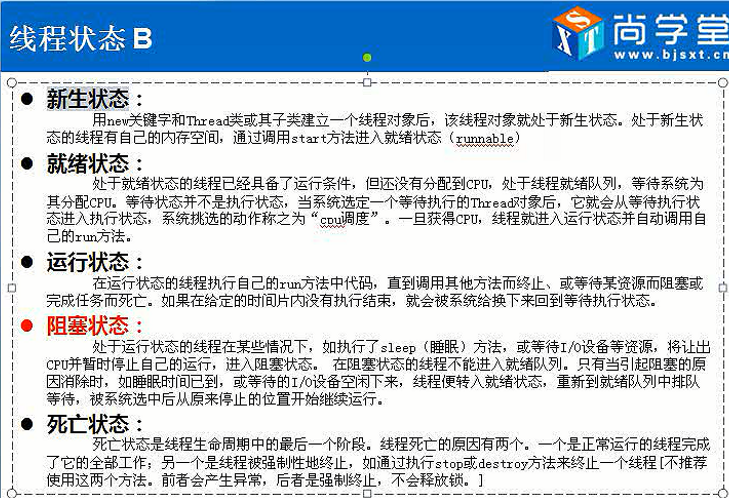 线程状态 B
XST
尚学堂
www.bjsxt.cn
● 新生状态：
用new关键字和Thread类或其子类建立一个线程对象后，该线程对象就处于新生状态。处于新生状
态的线程有自己的内存空间，通过调用start方法进入就绪状态（runnable）
● 就绪状态：
处于就绪状态的线程已经具备了运行条件，但还没有分配到CPU，处于线程就绪队列，等待系统为
其分配CPU。等待状态并不是执行状态，当系统选定一个等待执行的Thread对象后，它就会从等待执行状
态进入执行状态，系统挑选的动作称之为“cpu调度”。一旦获得CPU，线程就进入运行状态并自动调用自
己的run方法。
● 运行状态：
在运行状态的线程执行自己的run方法中代码，直到调用其他方法而终止、或等待某资源而阻塞或
完成任务而死亡。如果在给定的时间片内没有执行结束，就会被系统给换下来回到等待执行状态。
● 阻塞状态：
处于运行状态的线程在某些情况下，如执行了sleep（睡眠）方法，或等待I/O设备等资源，将让出
CPU并暂时停止自己的运行，进入阻塞状态。 在阻塞状态的线程不能进入就绪队列。只有当引起阻塞的原
因消除时，如睡眠时间已到，或等待的I/O设备空闲下来，线程便转入就绪状态，重新到就绪队列中排队
等待，被系统选中后从原来停止的位置开始继续运行。
● 死亡状态：
死亡状态是线程生命周期中的最后一个阶段。线程死亡的原因有两个。一个是正常运行的线程完成
了它的全部工作；另一个是线程被强制性地终止，如通过执行stop或destroy方法来终止一个线程[不推荐
使用这两个方法。前者会产生异常，后者是强制终止，不会释放锁。]